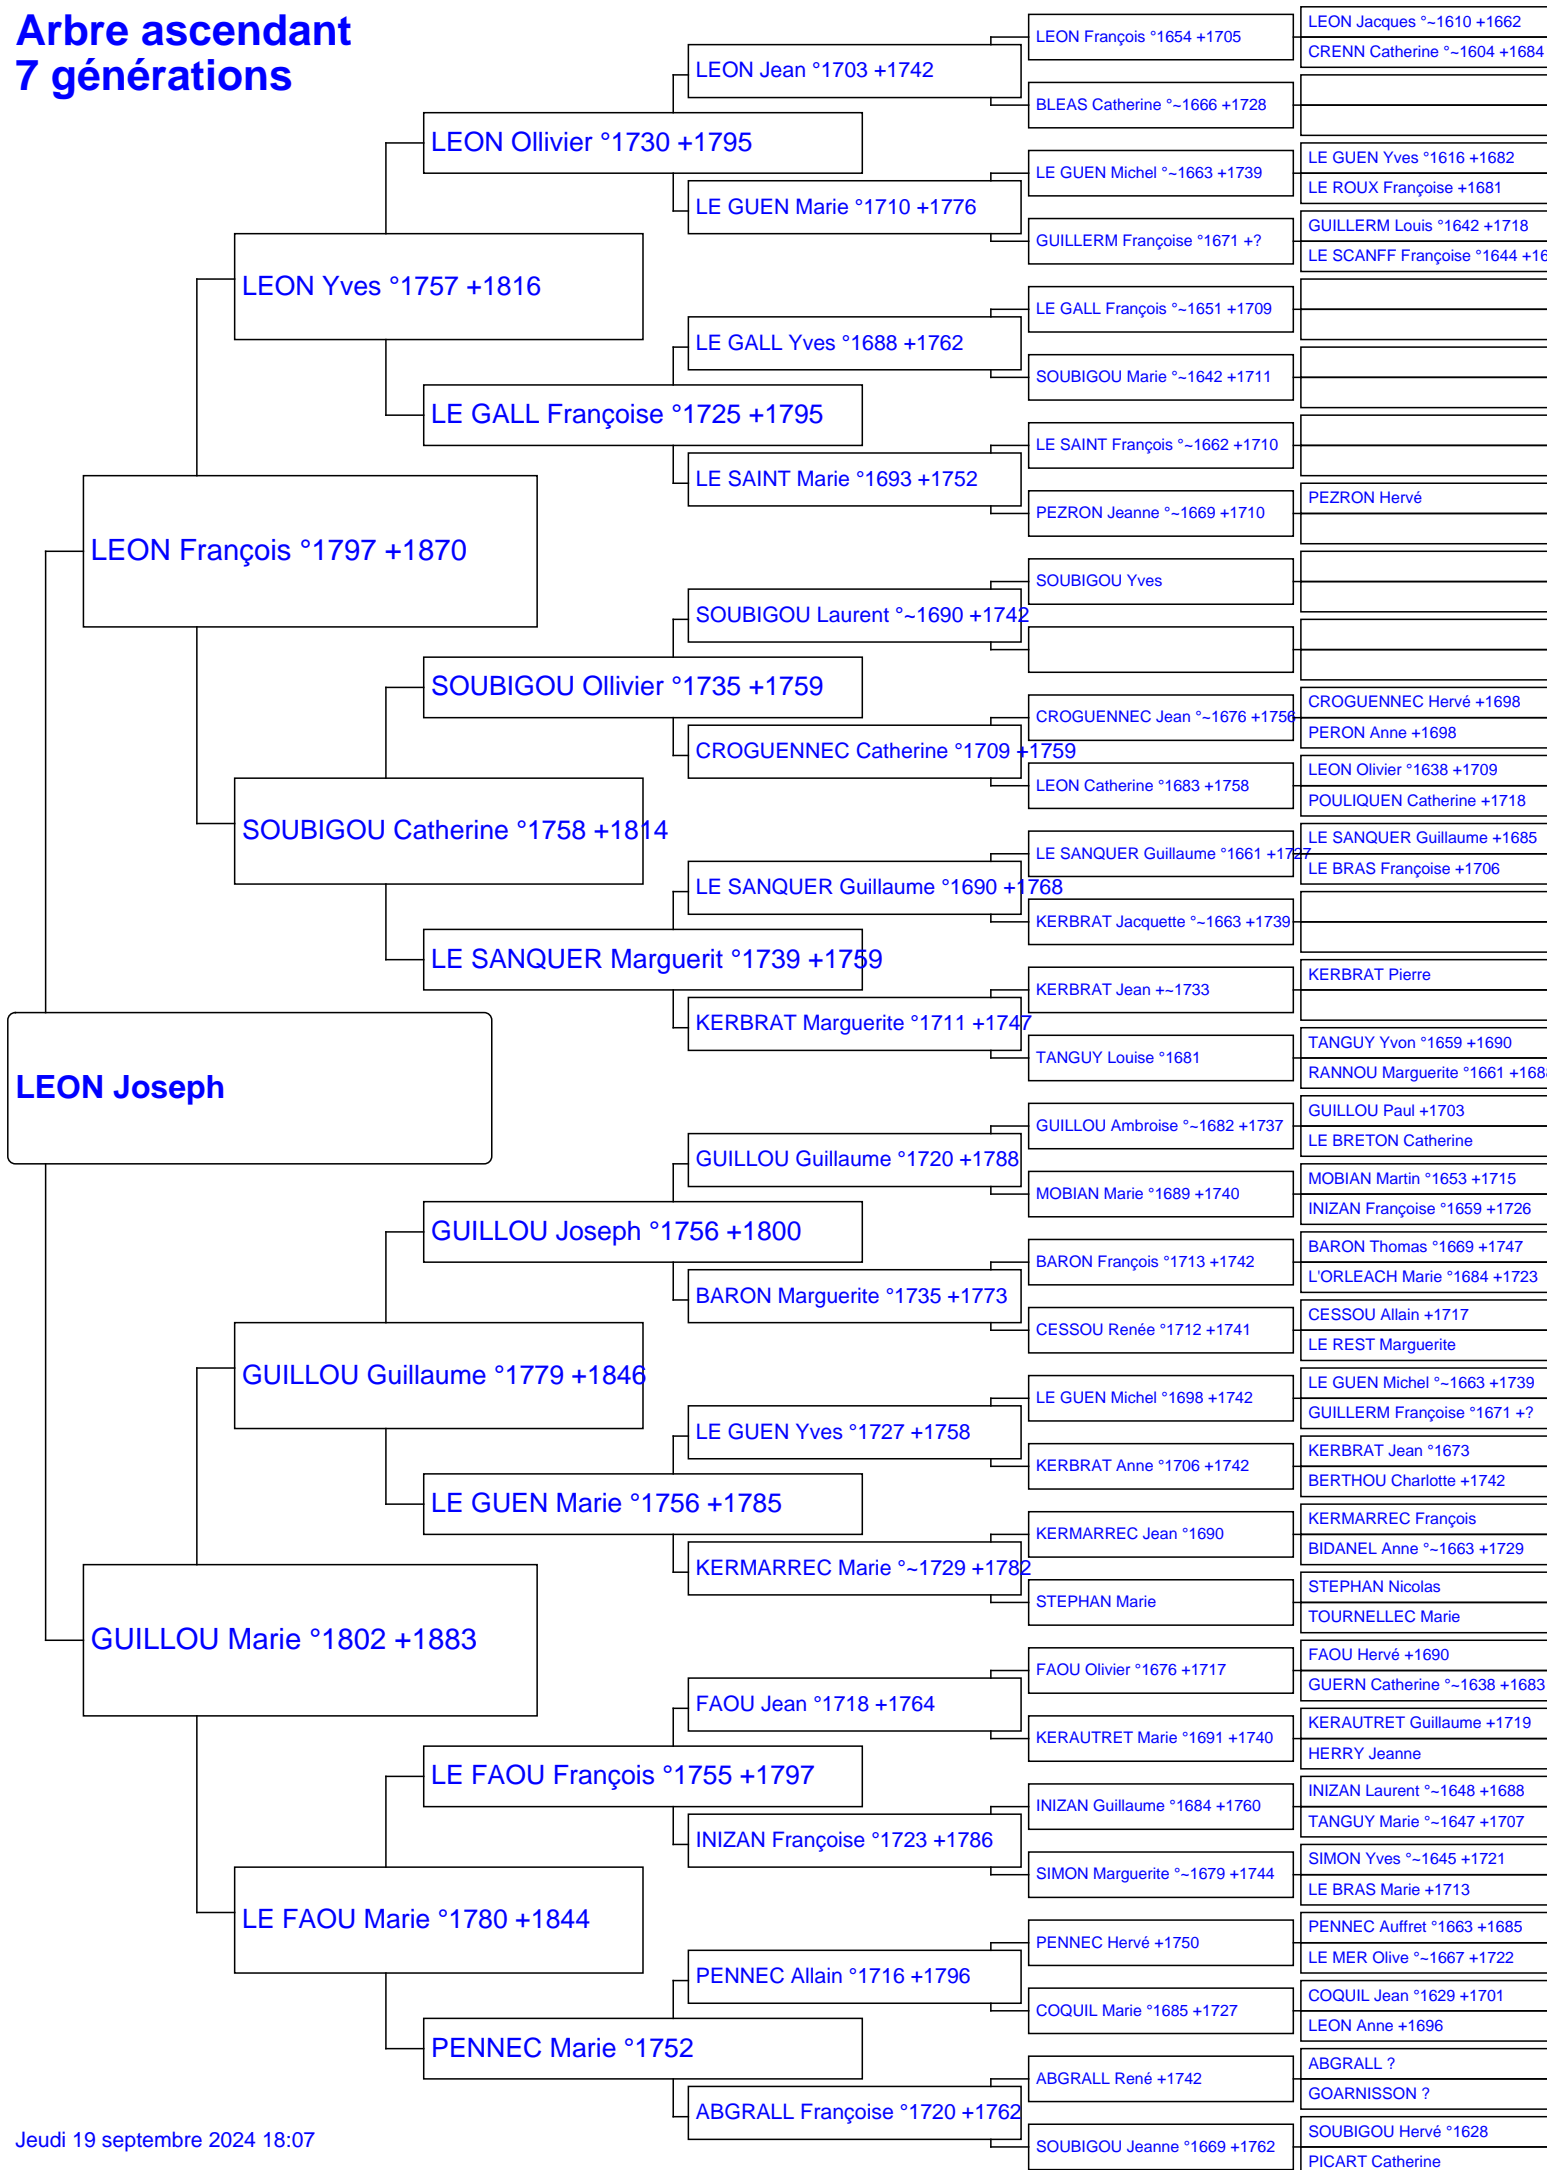 Arbre ascendant
7 générations
LEON Joseph
LEON François °1797 +1870
GUILLOU Marie °1802 +1883
LEON Yves °1757 +1816
SOUBIGOU Catherine °1758 +1814
GUILLOU Guillaume °1779 +1846
LE FAOU Marie °1780 +1844
LEON Ollivier °1730 +1795
LE GALL Françoise °1725 +1795
SOUBIGOU Ollivier °1735 +1759
LE SANQUER Marguerit °1739 +1759
GUILLOU Joseph °1756 +1800
LE GUEN Marie °1756 +1785
LE FAOU François °1755 +1797
PENNEC Marie °1752
LEON Jean °1703 +1742
LE GUEN Marie °1710 +1776
LE GALL Yves °1688 +1762
LE SAINT Marie °1693 +1752
SOUBIGOU Laurent °~1690 +1742
CROGUENNEC Catherine °1709 +1759
LE SANQUER Guillaume °1690 +1768
KERBRAT Marguerite °1711 +1747
GUILLOU Guillaume °1720 +1788
BARON Marguerite °1735 +1773
LE GUEN Yves °1727 +1758
KERMARREC Marie °~1729 +1782
FAOU Jean °1718 +1764
INIZAN Françoise °1723 +1786
PENNEC Allain °1716 +1796
ABGRALL Françoise °1720 +1762
LEON François °1654 +1705
BLEAS Catherine °~1666 +1728
LE GUEN Michel °~1663 +1739
GUILLERM Françoise °1671 +?
LE GALL François °~1651 +1709
SOUBIGOU Marie °~1642 +1711
LE SAINT François °~1662 +1710
PEZRON Jeanne °~1669 +1710
SOUBIGOU Yves
CROGUENNEC Jean °~1676 +1756
LEON Catherine °1683 +1758
LE SANQUER Guillaume °1661 +1727
KERBRAT Jacquette °~1663 +1739
KERBRAT Jean +~1733
TANGUY Louise °1681
GUILLOU Ambroise °~1682 +1737
MOBIAN Marie °1689 +1740
BARON François °1713 +1742
CESSOU Renée °1712 +1741
LE GUEN Michel °1698 +1742
KERBRAT Anne °1706 +1742
KERMARREC Jean °1690
STEPHAN Marie
FAOU Olivier °1676 +1717
KERAUTRET Marie °1691 +1740
INIZAN Guillaume °1684 +1760
SIMON Marguerite °~1679 +1744
PENNEC Hervé +1750
COQUIL Marie °1685 +1727
ABGRALL René +1742
SOUBIGOU Jeanne °1669 +1762
LEON Jacques °~1610 +1662
CRENN Catherine °~1604 +1684
LE GUEN Yves °1616 +1682
LE ROUX Françoise +1681
GUILLERM Louis °1642 +1718
LE SCANFF Françoise °1644 +16
PEZRON Hervé
CROGUENNEC Hervé +1698
PERON Anne +1698
LEON Olivier °1638 +1709
POULIQUEN Catherine +1718
LE SANQUER Guillaume +1685
LE BRAS Françoise +1706
KERBRAT Pierre
TANGUY Yvon °1659 +1690
RANNOU Marguerite °1661 +1688
GUILLOU Paul +1703
LE BRETON Catherine
MOBIAN Martin °1653 +1715
INIZAN Françoise °1659 +1726
BARON Thomas °1669 +1747
L'ORLEACH Marie °1684 +1723
CESSOU Allain +1717
LE REST Marguerite
LE GUEN Michel °~1663 +1739
GUILLERM Françoise °1671 +?
KERBRAT Jean °1673
BERTHOU Charlotte +1742
KERMARREC François
BIDANEL Anne °~1663 +1729
STEPHAN Nicolas
TOURNELLEC Marie
FAOU Hervé +1690
GUERN Catherine °~1638 +1683
KERAUTRET Guillaume +1719
HERRY Jeanne
INIZAN Laurent °~1648 +1688
TANGUY Marie °~1647 +1707
SIMON Yves °~1645 +1721
LE BRAS Marie +1713
PENNEC Auffret °1663 +1685
LE MER Olive °~1667 +1722
COQUIL Jean °1629 +1701
LEON Anne +1696
ABGRALL ?
GOARNISSON ?
SOUBIGOU Hervé °1628
PICART Catherine
Jeudi 19 septembre 2024 18:07